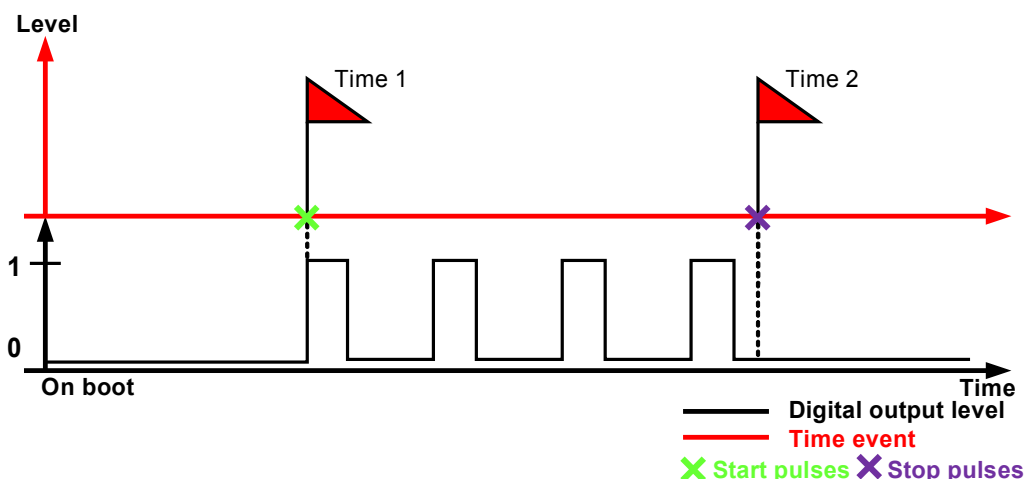 Level
Time 1
Time 2
1
0
On boot
Time
Digital output level
Time event
Start pulses
Stop pulses